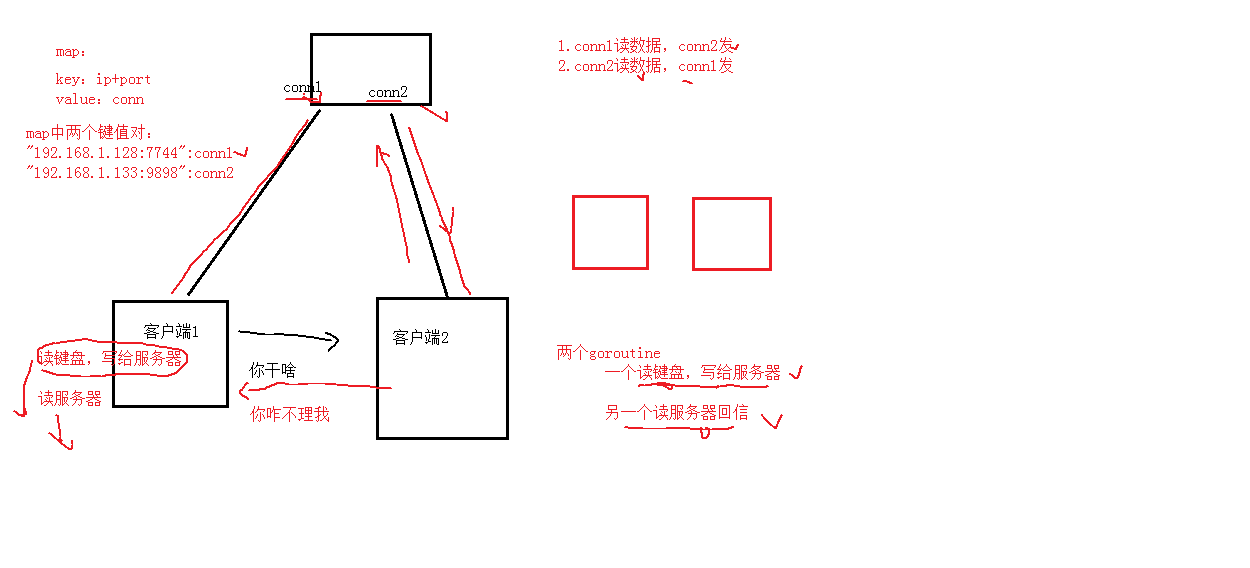 map：
key：ip+port
value：conn
map中两个键值对：
"192.168.1.128:7744":conn1
"192.168.1.133:9898":conn2
conn1
conn2
1.conn1读数据，conn2发
2.conn2读数据，conn1发
客户端1
读键盘，写给服务器
读服务器
你干啥
你咋不理我
客户端2
两个goroutine
一个读键盘，写给服务器
另一个读服务器回信